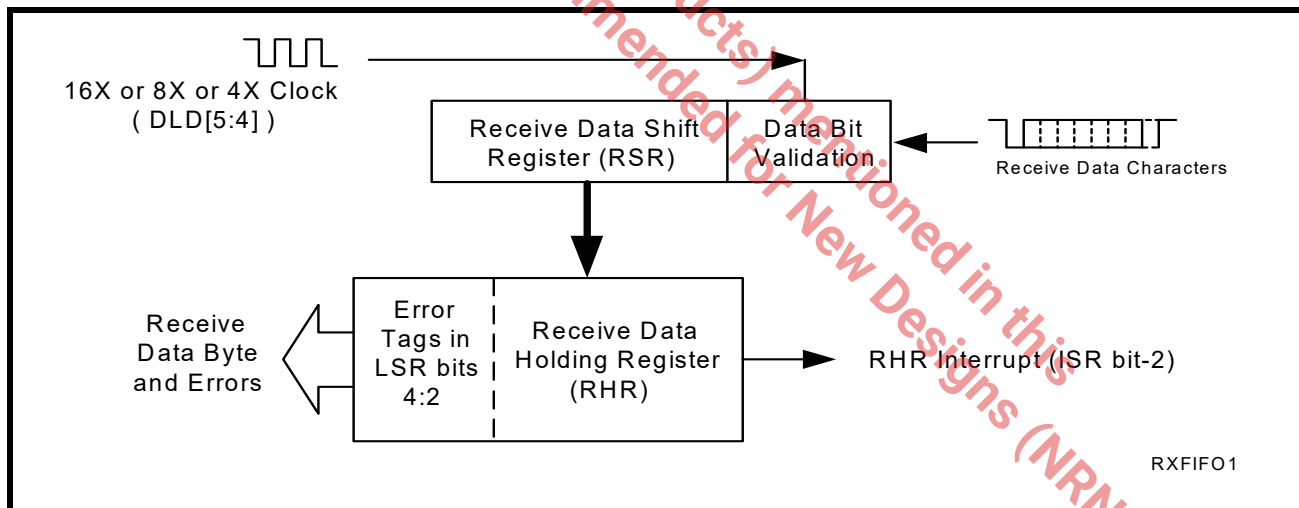 16X or 8X or 4X Clock
( DLD[5:4] )
Receive Data Shift
Register (RSR)
Data Bit
Validation
Receive Data Characters
Receive
Data Byte
and Errors
Error
Tags in
LSR bits
4:2
Receive Data
Holding Register
(RHR)
RHR Interrupt (ISR bit-2)
RXFIFO1
ucts) mentioned in this
mended for New Designs (NRN